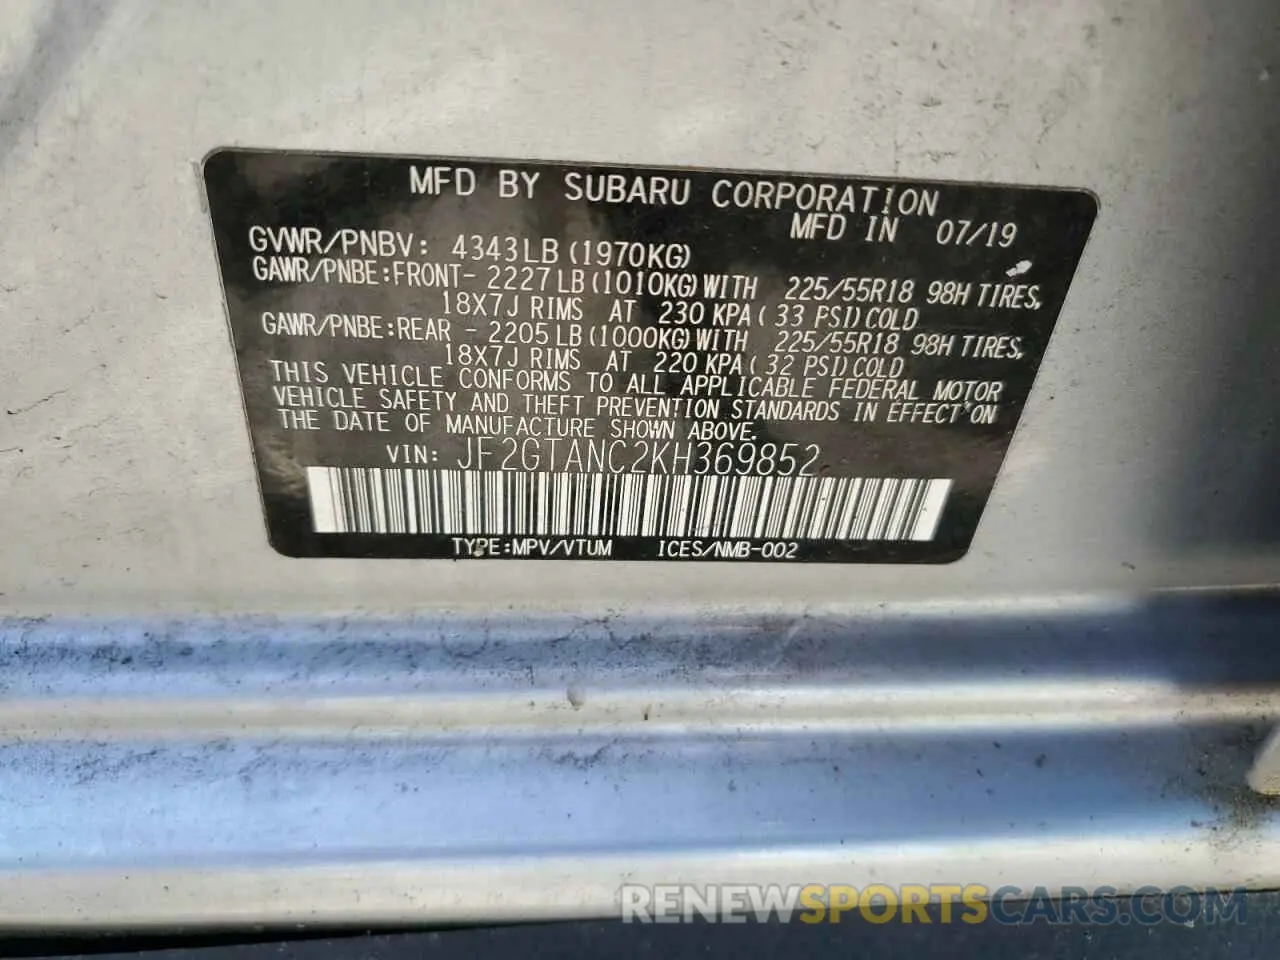 MFD BY SUBARU CORPORATION
MFD IN 07/19
GVWR/PNBV: 4343LB (1970KG)
GAWR/PNBE:FRONT- 2227LB(1010KG)WITH 225/55R18 98H TIRES,
18X7J RIMS AT 230 KPA( 33 PSI)COLD
GAWR/PNBE:REAR - 2205LB(1000KG)WITH 225/55R18 98H TIRES,
18X7J RIMS AT 220 KPA( 32 PSI)COLD
THIS VEHICLE CONFORMS TO ALL APPLICABLE FEDERAL MOTOR
VEHICLE SAFETY AND THEFT PREVENTION STANDARDS IN EFFECT ON
THE DATE OF MANUFACTURE SHOWN ABOVE.
VIN: JF2GTANC2KH369852
TYPE:MPV/VTUM ICES/NMB-002
RENEWSPORTSCARS.COM